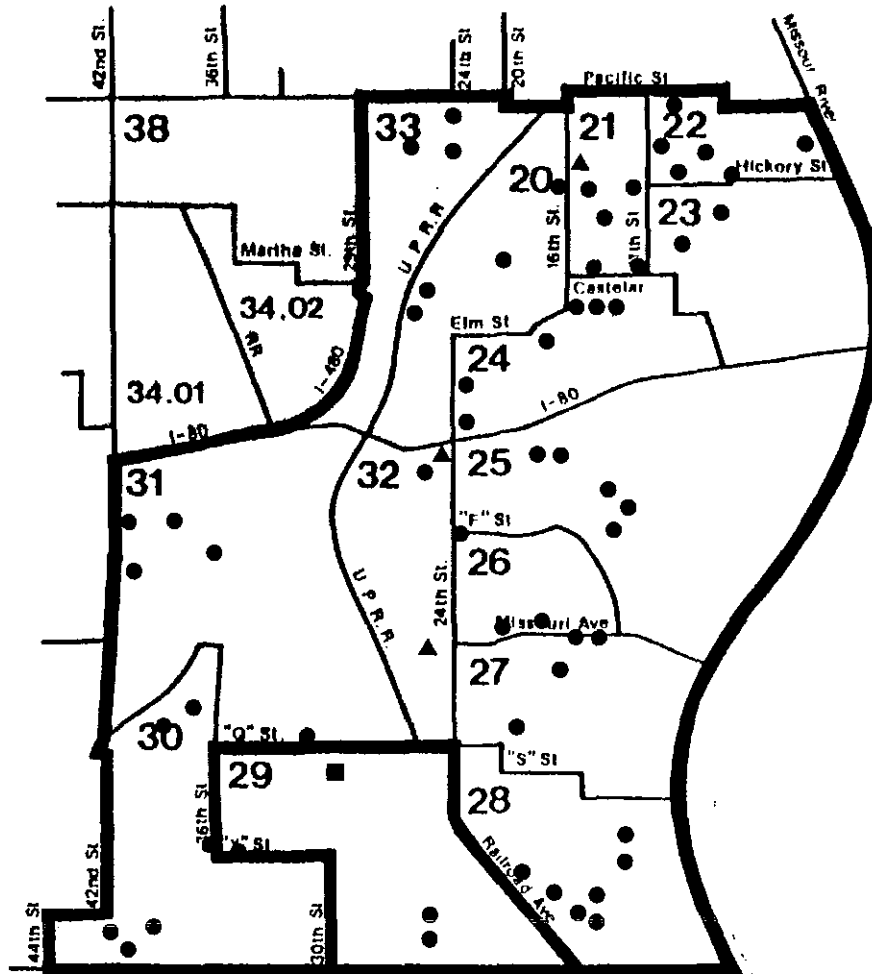 42nd St.
36th St
24th St
20th St.
Missouri River
Pacific St
38
33
21
22
20
Hickory St.
23
U P R.R
16th St.
29th St.
Martha St.
Castelar
34.02
Elm St
24
RR
I-480
34.01
I-80
I-80
31
32
25
"F" St
26
24th St.
U P R.R.
Missouri Ave
27
30
"Q" St.
"S" St
29
28
36th St
Railroad Ave
42nd St
44th St
30th St